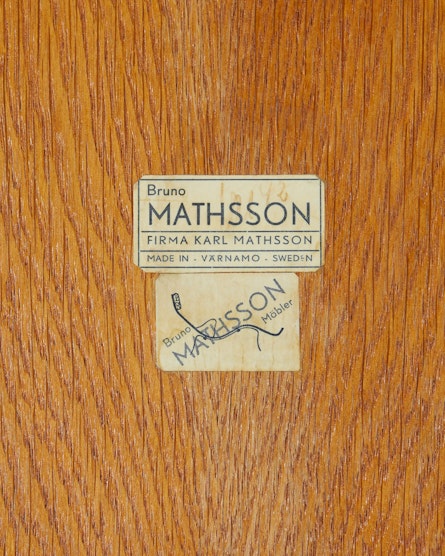 Bruno
MATHSSON
FIRMA KARL MATHSSON
MADE IN - VÄRNAMO - SWEDEN
Bruno
MATHSSON
Möbler